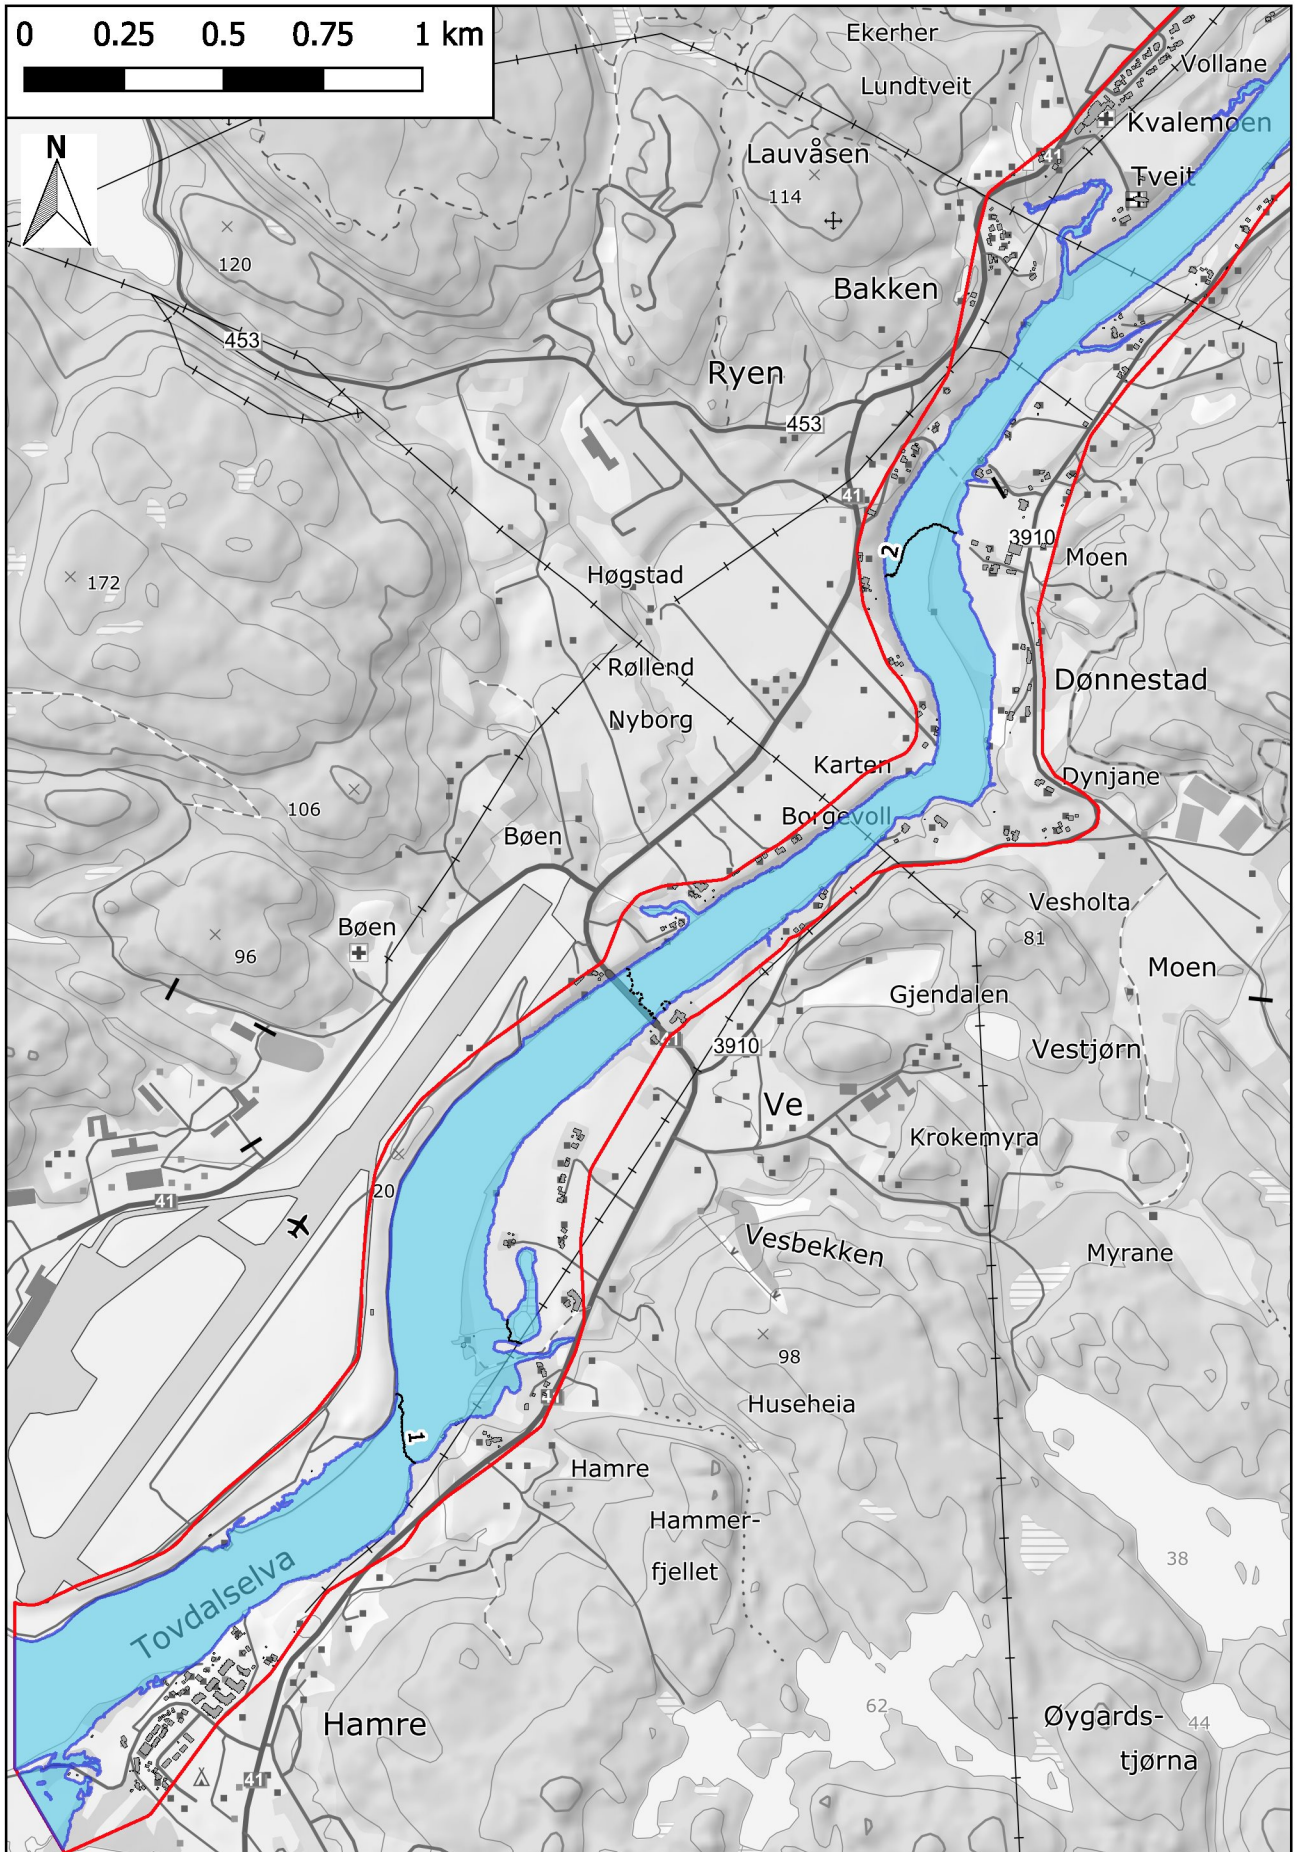 0 0.25 0.5 0.75 1 km
N
Ekerher
Vollane
Lundtveit
Kvalemoen
Lauvåsen
41
Tveit
114
120
Bakken
453
Ryen
453
41
3910
172
Høgstad
2
Moen
Røllend
Dønnestad
Nyborg
Karten
Dynjane
106
Borgevoll
Bøen
Vesholta
Bøen
81
96
Moen
Gjendalen
3910
Vestjørn
Ve
Krokemyra
20
41
Vesbekken
Myrane
98
Huseheia
1
Hamre
Hammer-
fjellet
38
Tovdalselva
62
Øygards-
44
Hamre
tjørna
41